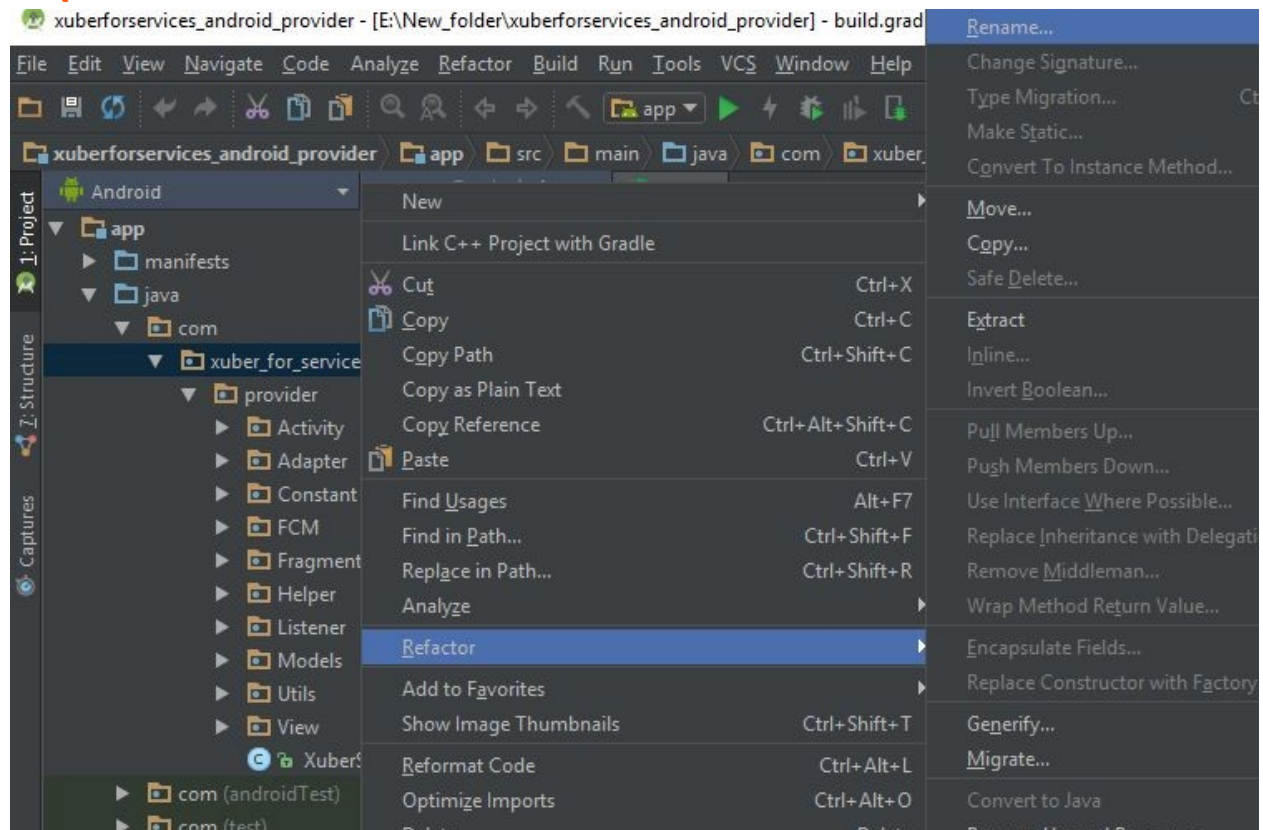 xuberforservices_android_provider - [E:\New_folder\xuberforservices_android_provider] - build.grad
File Edit View Navigate Code Analyze Refactor Build Run Tools VCS Window Help
app
xuberforservices_android_provider app src main java com xuber_
1: Project
7: Structure
Captures
Android
app
manifests
java
com
xuber_for_service
provider
Activity
Adapter
Constant
FCM
Fragment
Helper
Listener
Models
Utils
View
XuberS
com (androidTest)
com (test)
New
Link C++ Project with Gradle
Cut Ctrl+X
Copy Ctrl+C
Copy Path Ctrl+Shift+C
Copy as Plain Text
Copy Reference Ctrl+Alt+Shift+C
Paste Ctrl+V
Find Usages Alt+F7
Find in Path... Ctrl+Shift+F
Replace in Path... Ctrl+Shift+R
Analyze
Refactor
Add to Favorites
Show Image Thumbnails Ctrl+Shift+T
Reformat Code Ctrl+Alt+L
Optimize Imports Ctrl+Alt+O
Rename...
Change Signature...
Type Migration... Ct
Make Static...
Convert To Instance Method...
Move...
Copy...
Safe Delete...
Extract
Inline...
Invert Boolean...
Pull Members Up...
Push Members Down...
Use Interface Where Possible...
Replace Inheritance with Delegati
Remove Middleman...
Wrap Method Return Value...
Encapsulate Fields...
Replace Constructor with Factory
Generify...
Migrate...
Convert to Java